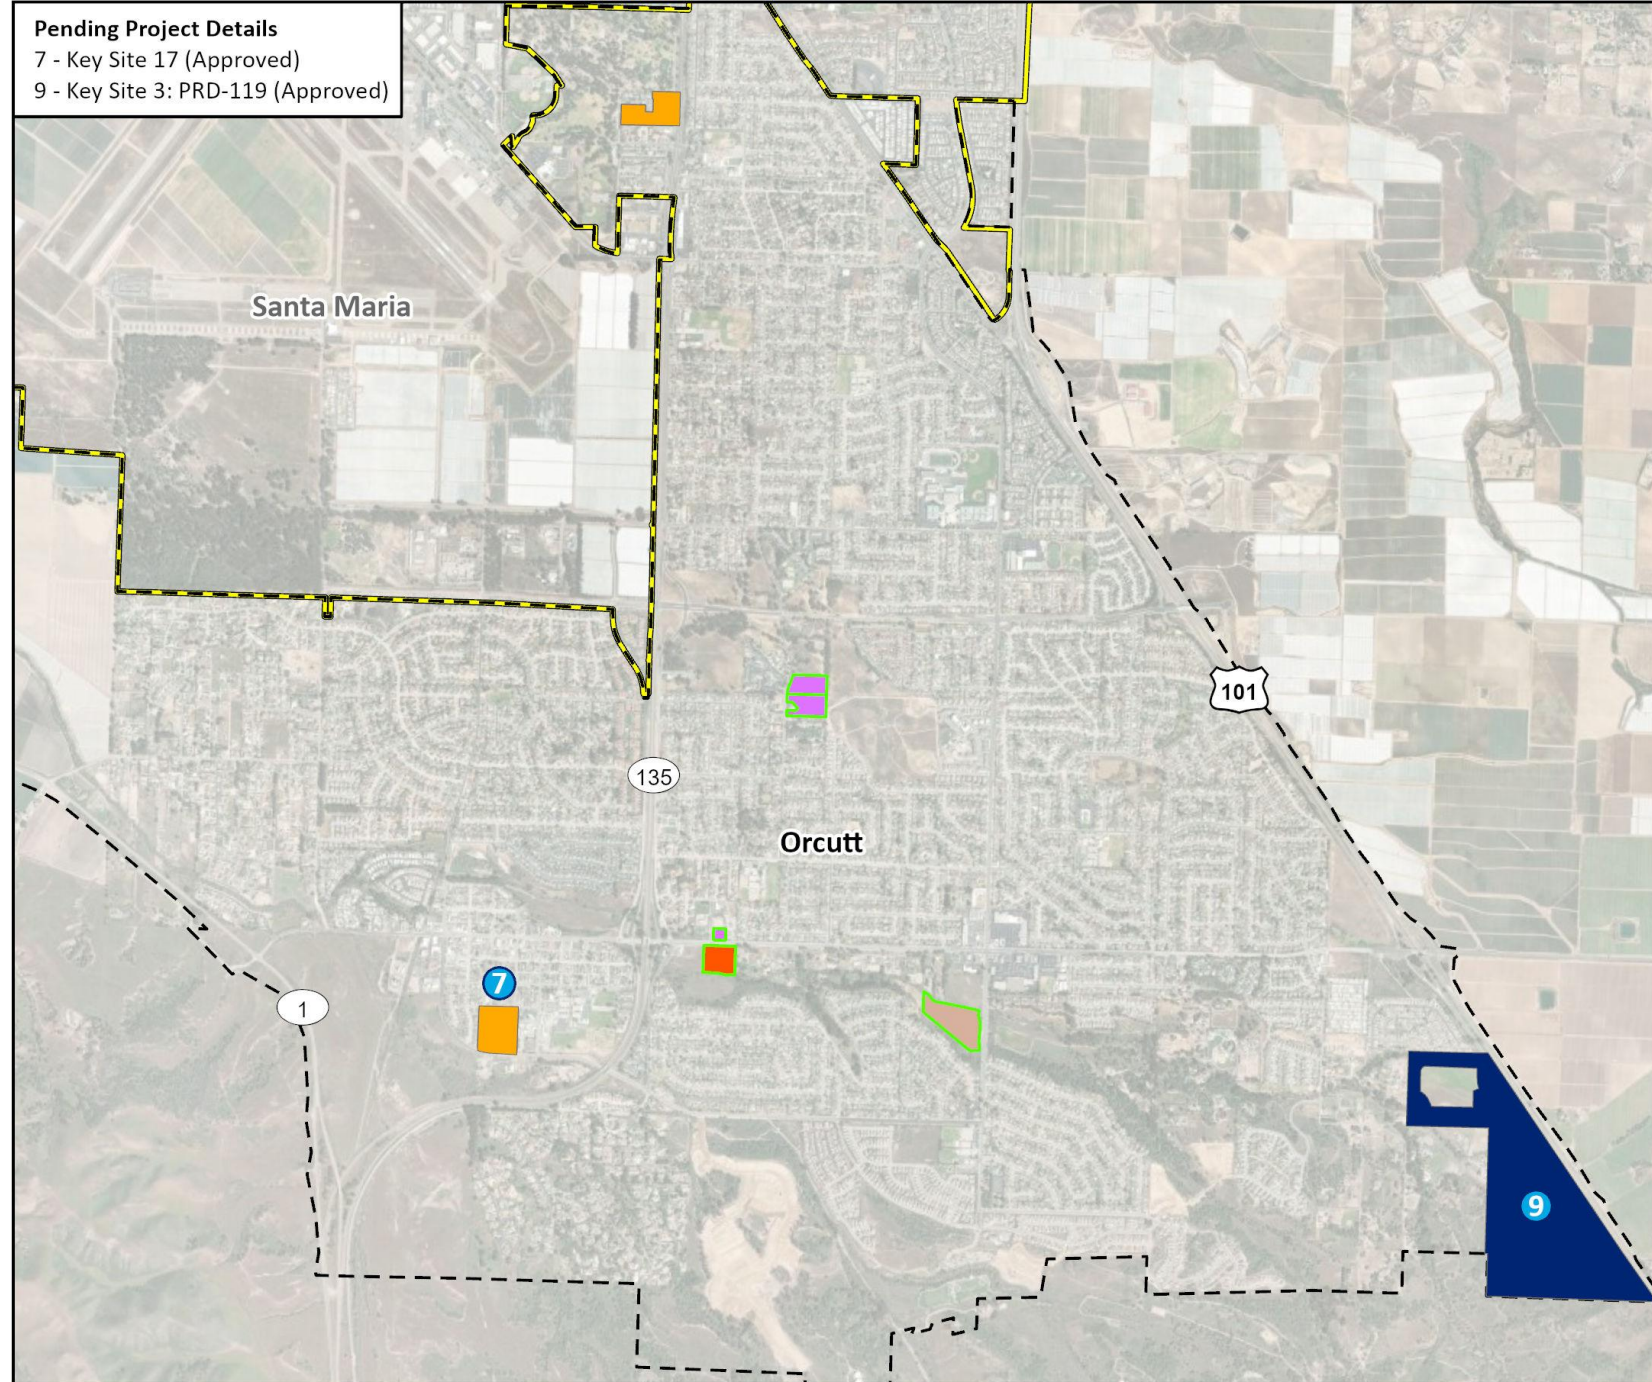 Pending Project Details
7 - Key Site 17 (Approved)
9 - Key Site 3: PRD-119 (Approved)
Santa Maria
101
135
Orcutt
7
1
9